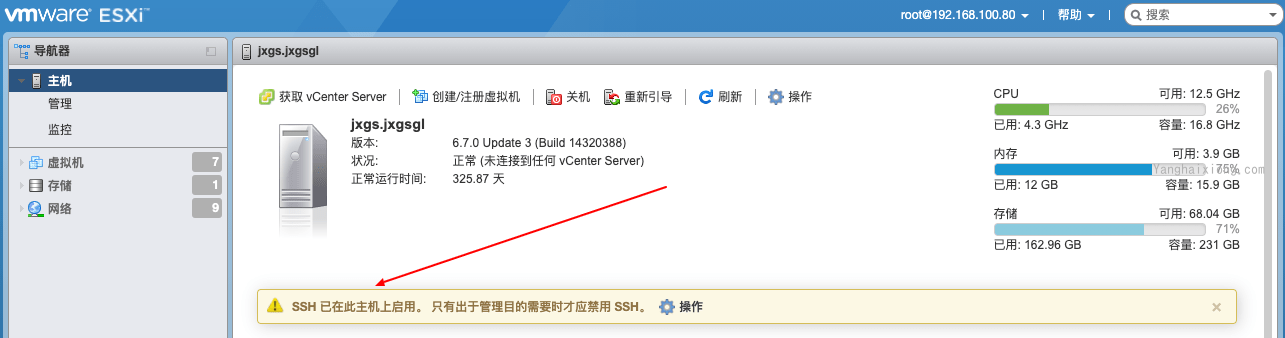 vmware ESXi™
root@192.168.100.80
帮助
搜索
导航器
主机
管理
监控
虚拟机 7
存储 1
网络 9
jxgs.jxgsgl
获取 vCenter Server
创建/注册虚拟机
关机
重新引导
刷新
操作
jxgs.jxgsgl
版本: 6.7.0 Update 3 (Build 14320388)
状况: 正常 (未连接到任何 vCenter Server)
正常运行时间: 325.87 天
CPU 可用: 12.5 GHz
26%
已用: 4.3 GHz 容量: 16.8 GHz
内存 可用: 3.9 GB
75%
Yanghaixiong.com
已用: 12 GB 容量: 15.9 GB
存储 可用: 68.04 GB
71%
已用: 162.96 GB 容量: 231 GB
SSH 已在此主机上启用。 只有出于管理目的需要时才应禁用 SSH。 操作